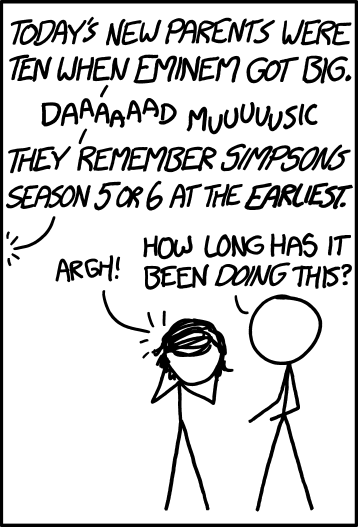 TODAY'S NEW PARENTS WERE
TEN WHEN EMINEM GOT BIG.
DAAAAAAD MUUUUUSIC
THEY REMEMBER SIMPSONS
SEASON 5 OR 6 AT THE EARLIEST.
ARGH!
HOW LONG HAS IT
BEEN DOING THIS?